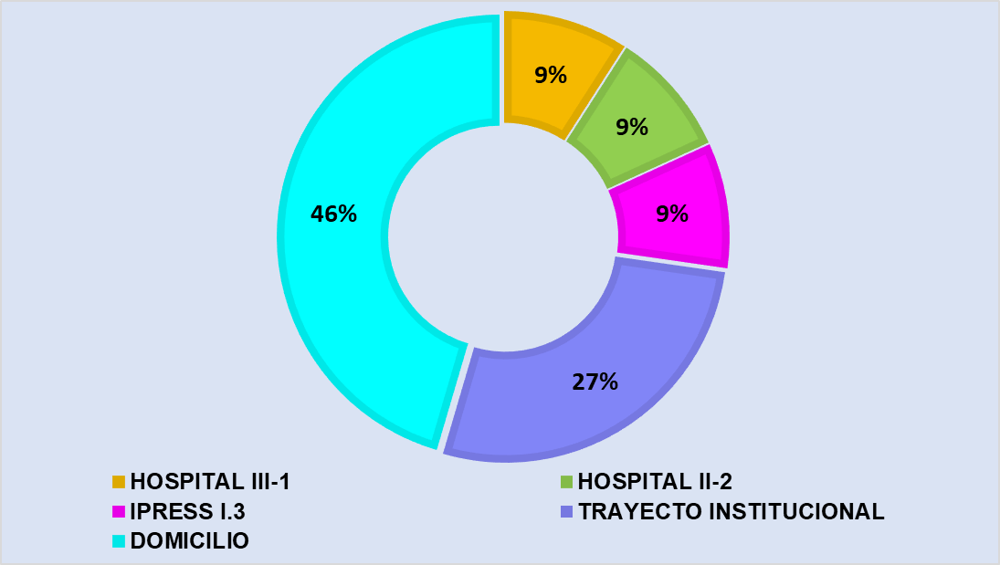 9%
9%
9%
46%
27%
HOSPITAL III-1
HOSPITAL II-2
IPRESS I.3
TRAYECTO INSTITUCIONAL
DOMICILIO